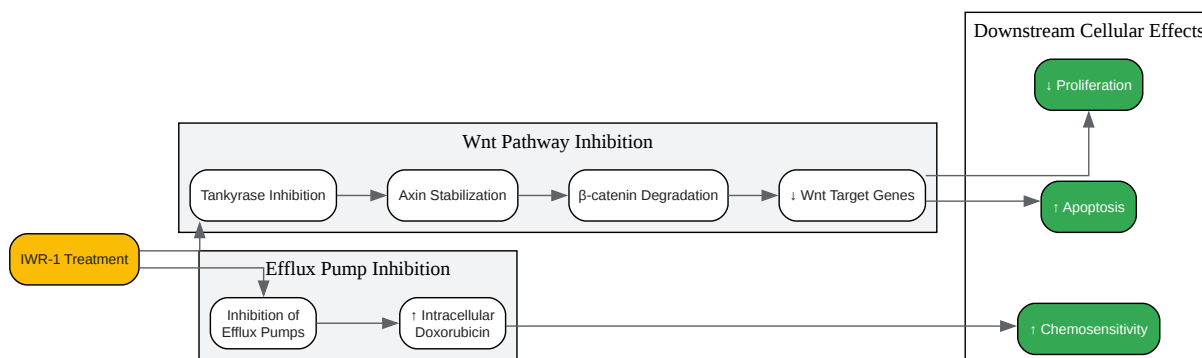 Downstream Cellular Effects
↓ Proliferation
Wnt Pathway Inhibition
Tankyrase Inhibition
Axin Stabilization
β-catenin Degradation
↓ Wnt Target Genes
↑ Apoptosis
IWR-1 Treatment
Efflux Pump Inhibition
Inhibition of
Efflux Pumps
↑ Intracellular
Doxorubicin
↑ Chemosensitivity